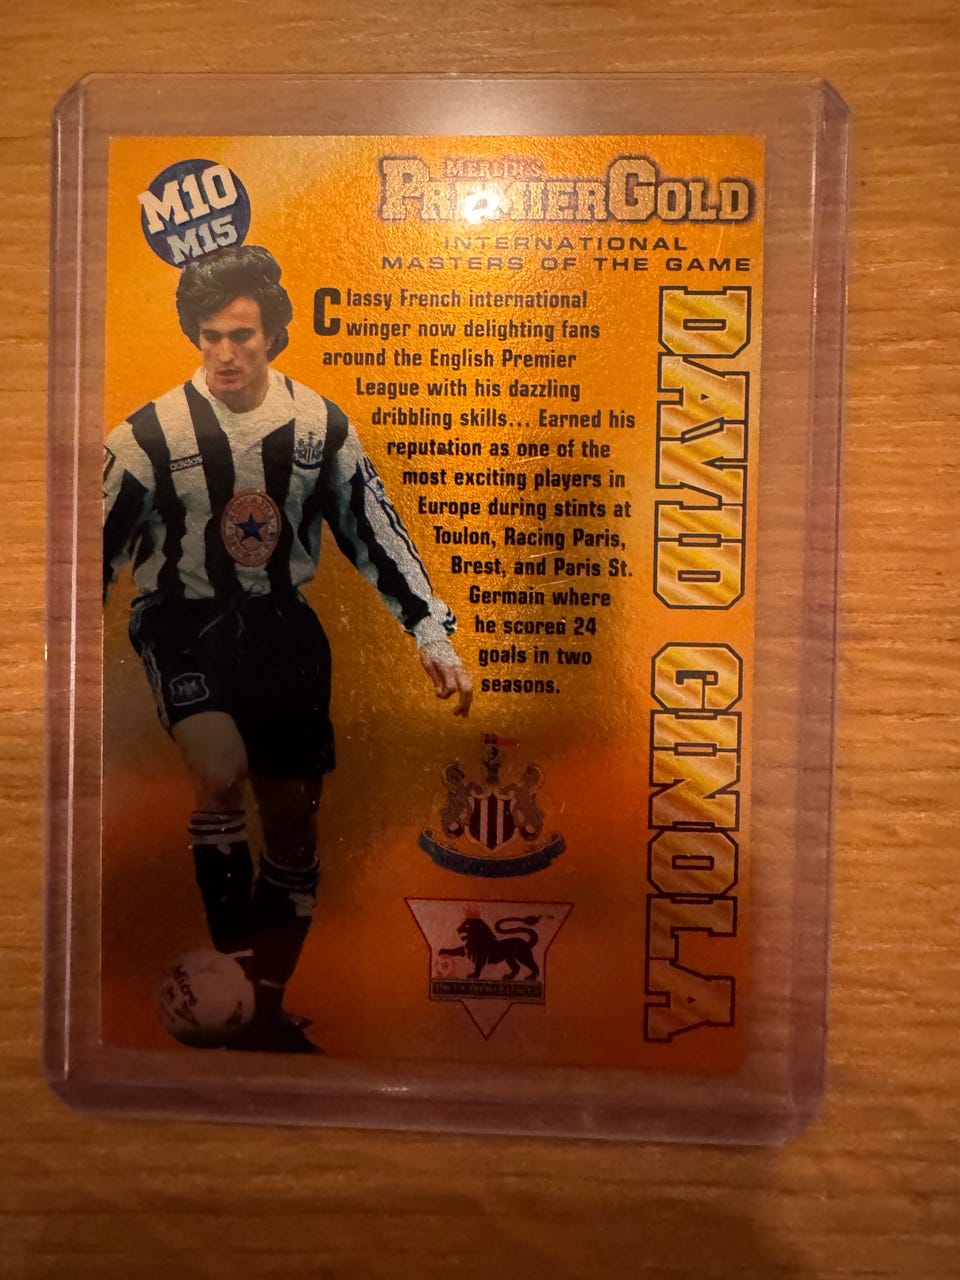 M10
M15
MERLIN'S
PREMIER GOLD
INTERNATIONAL
MASTERS OF THE GAME
Classy French international
winger now delighting fans
around the English Premier
League with his dazzling
dribbling skills... Earned his
reputation as one of the
most exciting players in
Europe during stints at
Toulon, Racing Paris,
Brest, and Paris St.
Germain where
he scored 24
goals in two
seasons.
DAVID GINOLA
adidas
Mitre